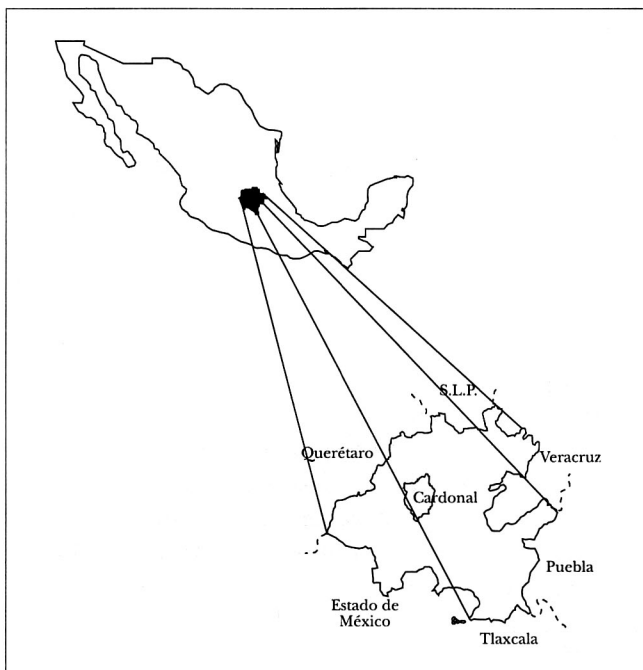 S.L.P.
Querétaro
Veracruz
Cardonal
Puebla
Estado de
México
Tlaxcala